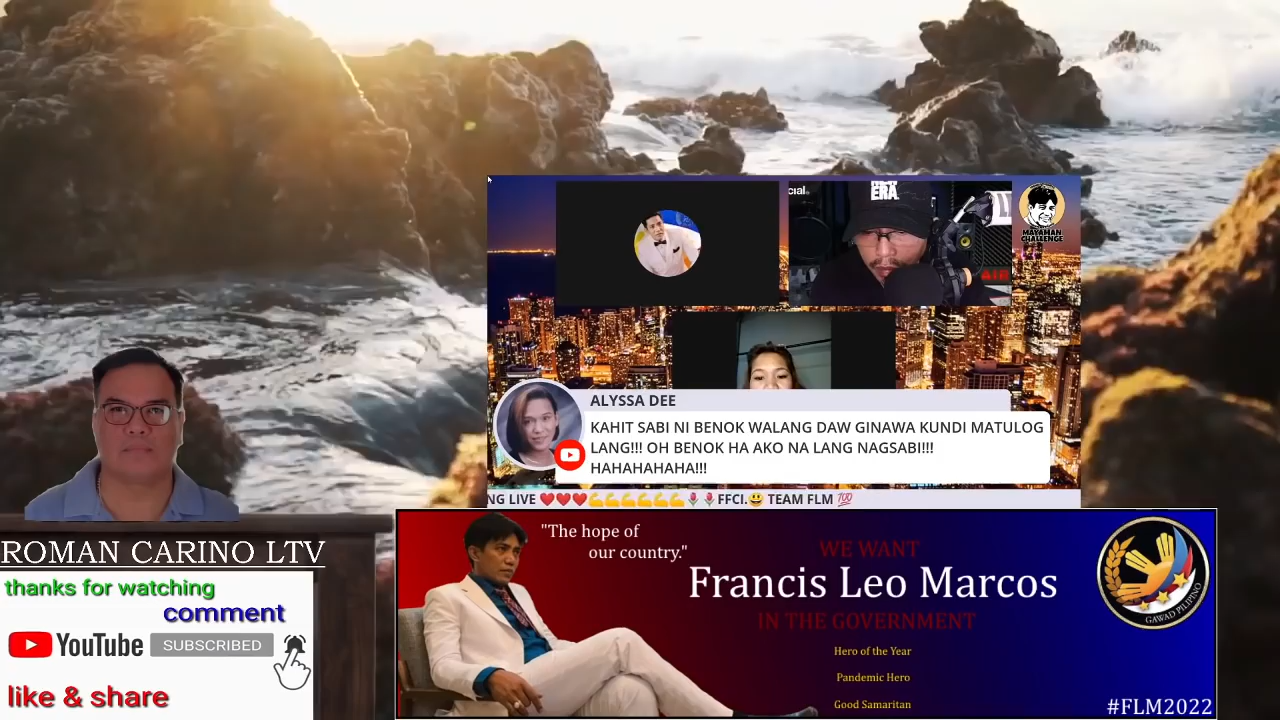 ERA
MAYAMAN
CHALLENGE
AIR
ALYSSA DEE
KAHIT SABI NI BENOK WALANG DAW GINAWA KUNDI MATULOG
LANG!!! OH BENOK HA AKO NA LANG NAGSABI!!!
HAHAHAHAHA!!!
NG LIVE ❤️❤️❤️💪💪💪💪💪💪🌷🌷FFCI.😃 TEAM FLM 💯
"The hope of
our country."
WE WANT
Francis Leo Marcos
IN THE GOVERNMENT
Hero of the Year
Pandemic Hero
Good Samaritan
GAWAD PILIPINO
#FLM2022
ROMAN CARINO LTV
thanks for watching
comment
YouTube SUBSCRIBED
like & share